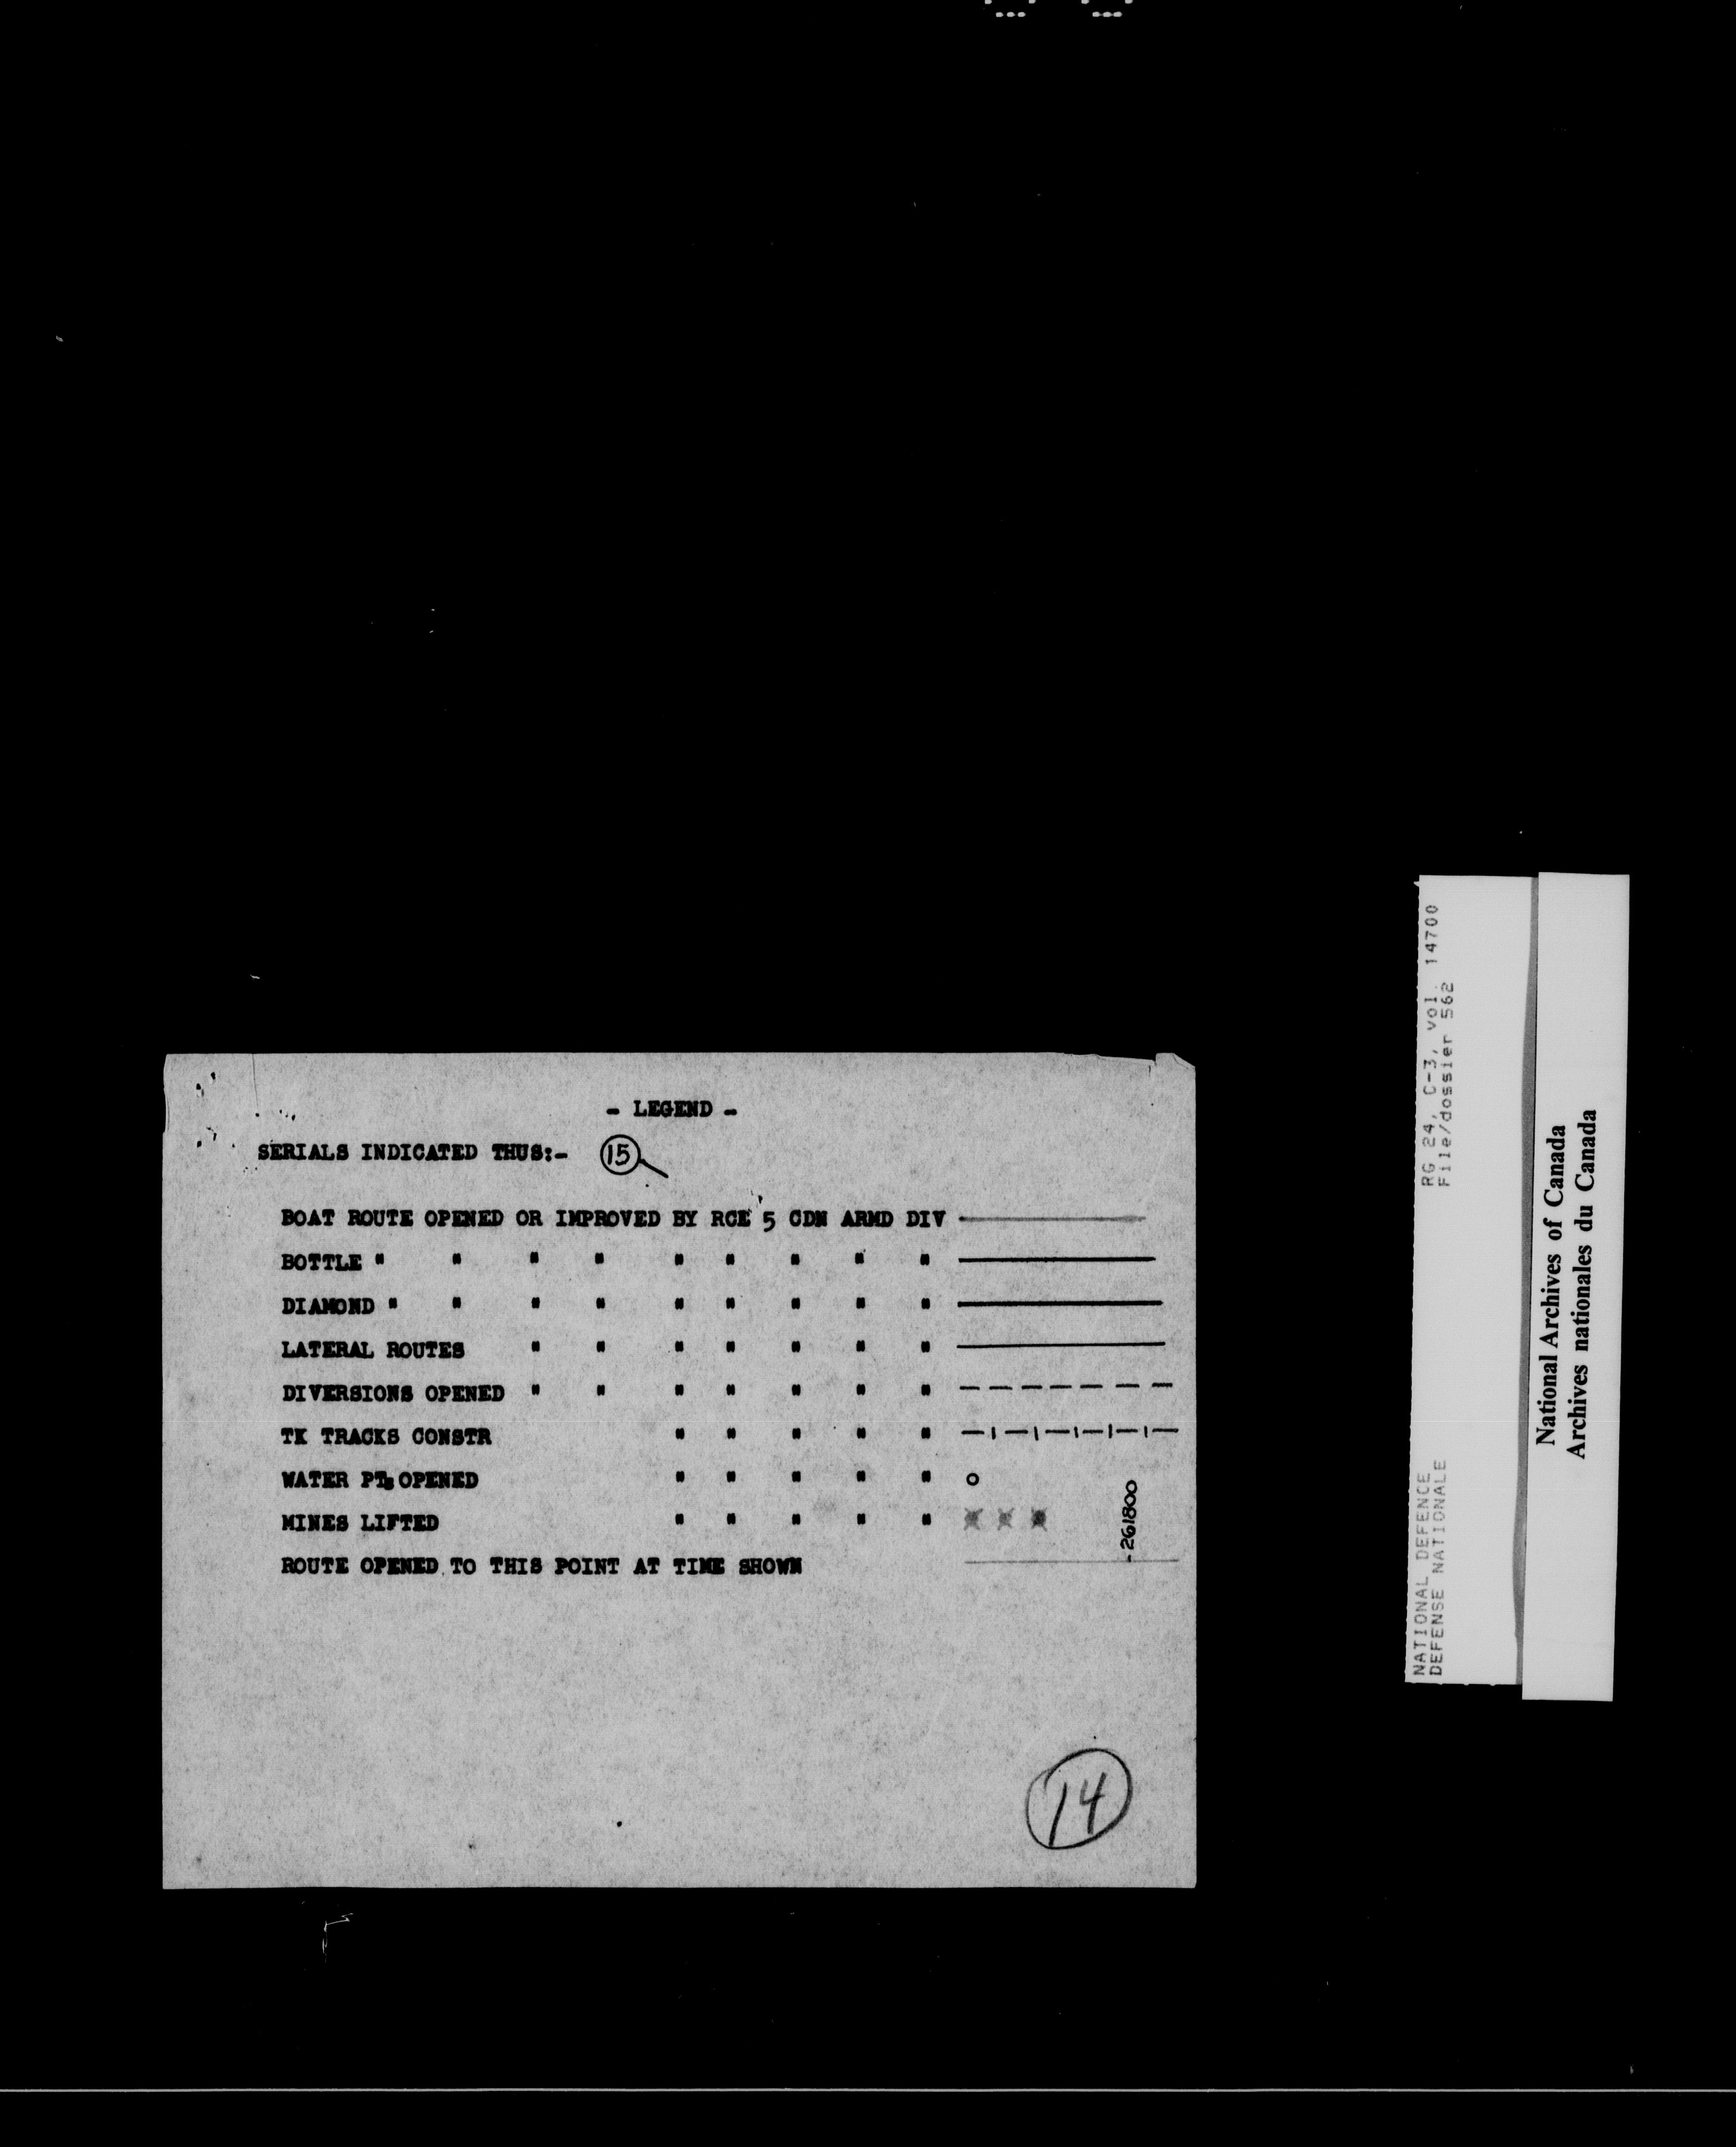 - LEGEND -
SERIALS INDICATED THUS:- 15
BOAT ROUTE OPENED OR IMPROVED BY RCE 5 CDN ARMD DIV
BOTTLE " " " " " " " " "
DIAMOND " " " " " " " " "
LATERAL ROUTES " " " " " " "
DIVERSIONS OPENED " " " " " " "
TK TRACKS CONSTR " " " " "
WATER PTs OPENED " " " " "
MINES LIFTED " " " " "
ROUTE OPENED TO THIS POINT AT TIME SHOWN
- 261800
14
RG 24, C-3, vol. 14700
File/dossier 562
NATIONAL DEFENCE
DEFENSE NATIONALE
National Archives of Canada
Archives nationales du Canada